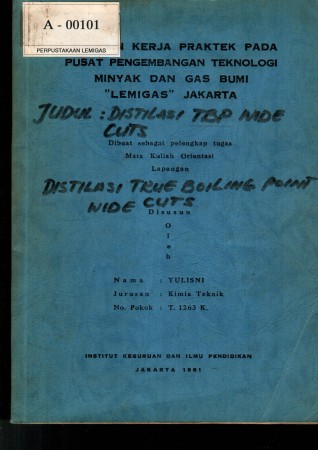 A - 00101
PERPUSTAKAAN LEMIGAS
KERJA PRAKTEK PADA
PUSAT PENGEMBANGAN TEKNOLOGI
MINYAK DAN GAS BUMI
"LEMIGAS" JAKARTA
JUDUL : DISTILASI TBP WIDE
CUTS
Dibuat sebagai pelengkap tugas
Mata Kuliah Orientasi
Lapangan
DISTILASI TRUE BOILING POINT
WIDE CUTS
Disusun
O
l
e
h
Nama : YULISNI
Jurusan : Kimia Teknik
No. Pokok : T. 1263 K.
INSTITUT KEGURUAN DAN ILMU PENDIDIKAN
JAKARTA 1981